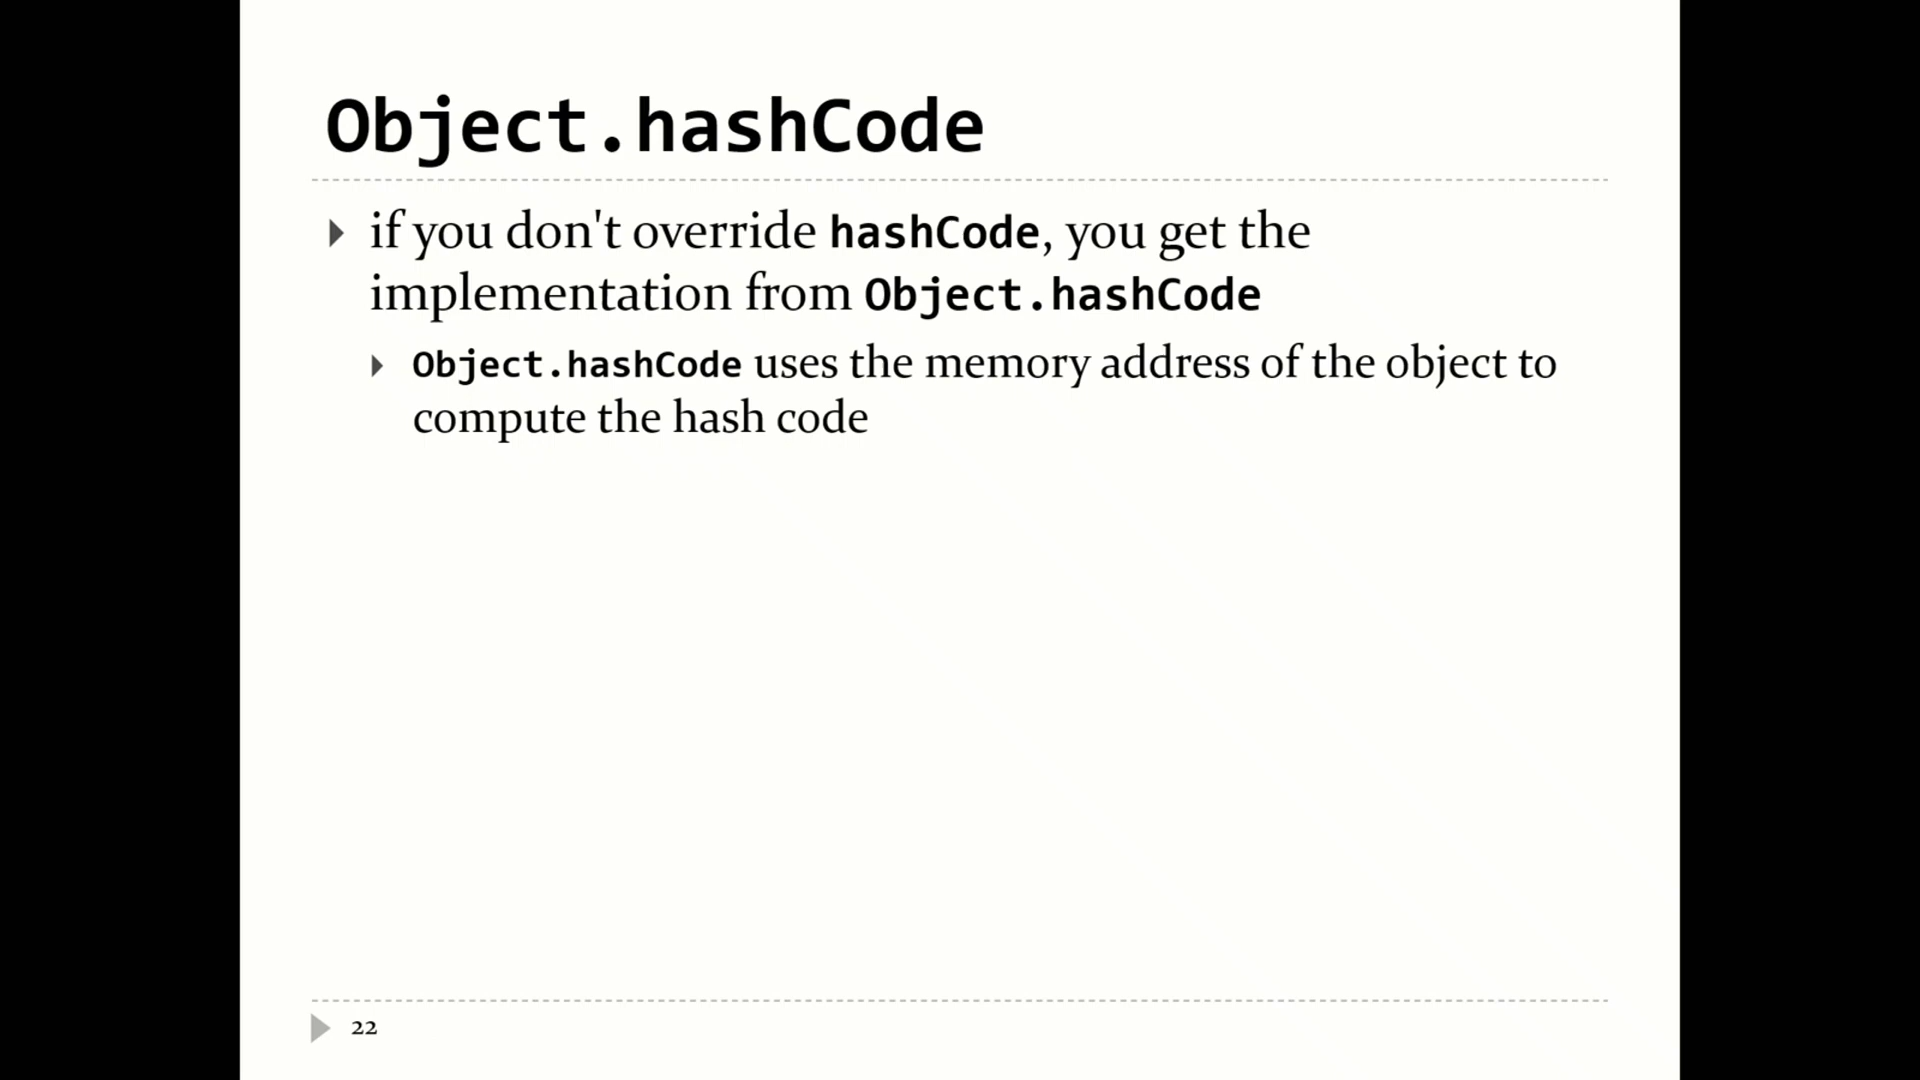 Object.hashCode
if you don't override hashCode, you get the
implementation from Object.hashCode
Object.hashCode uses the memory address of the object to
compute the hash code
22